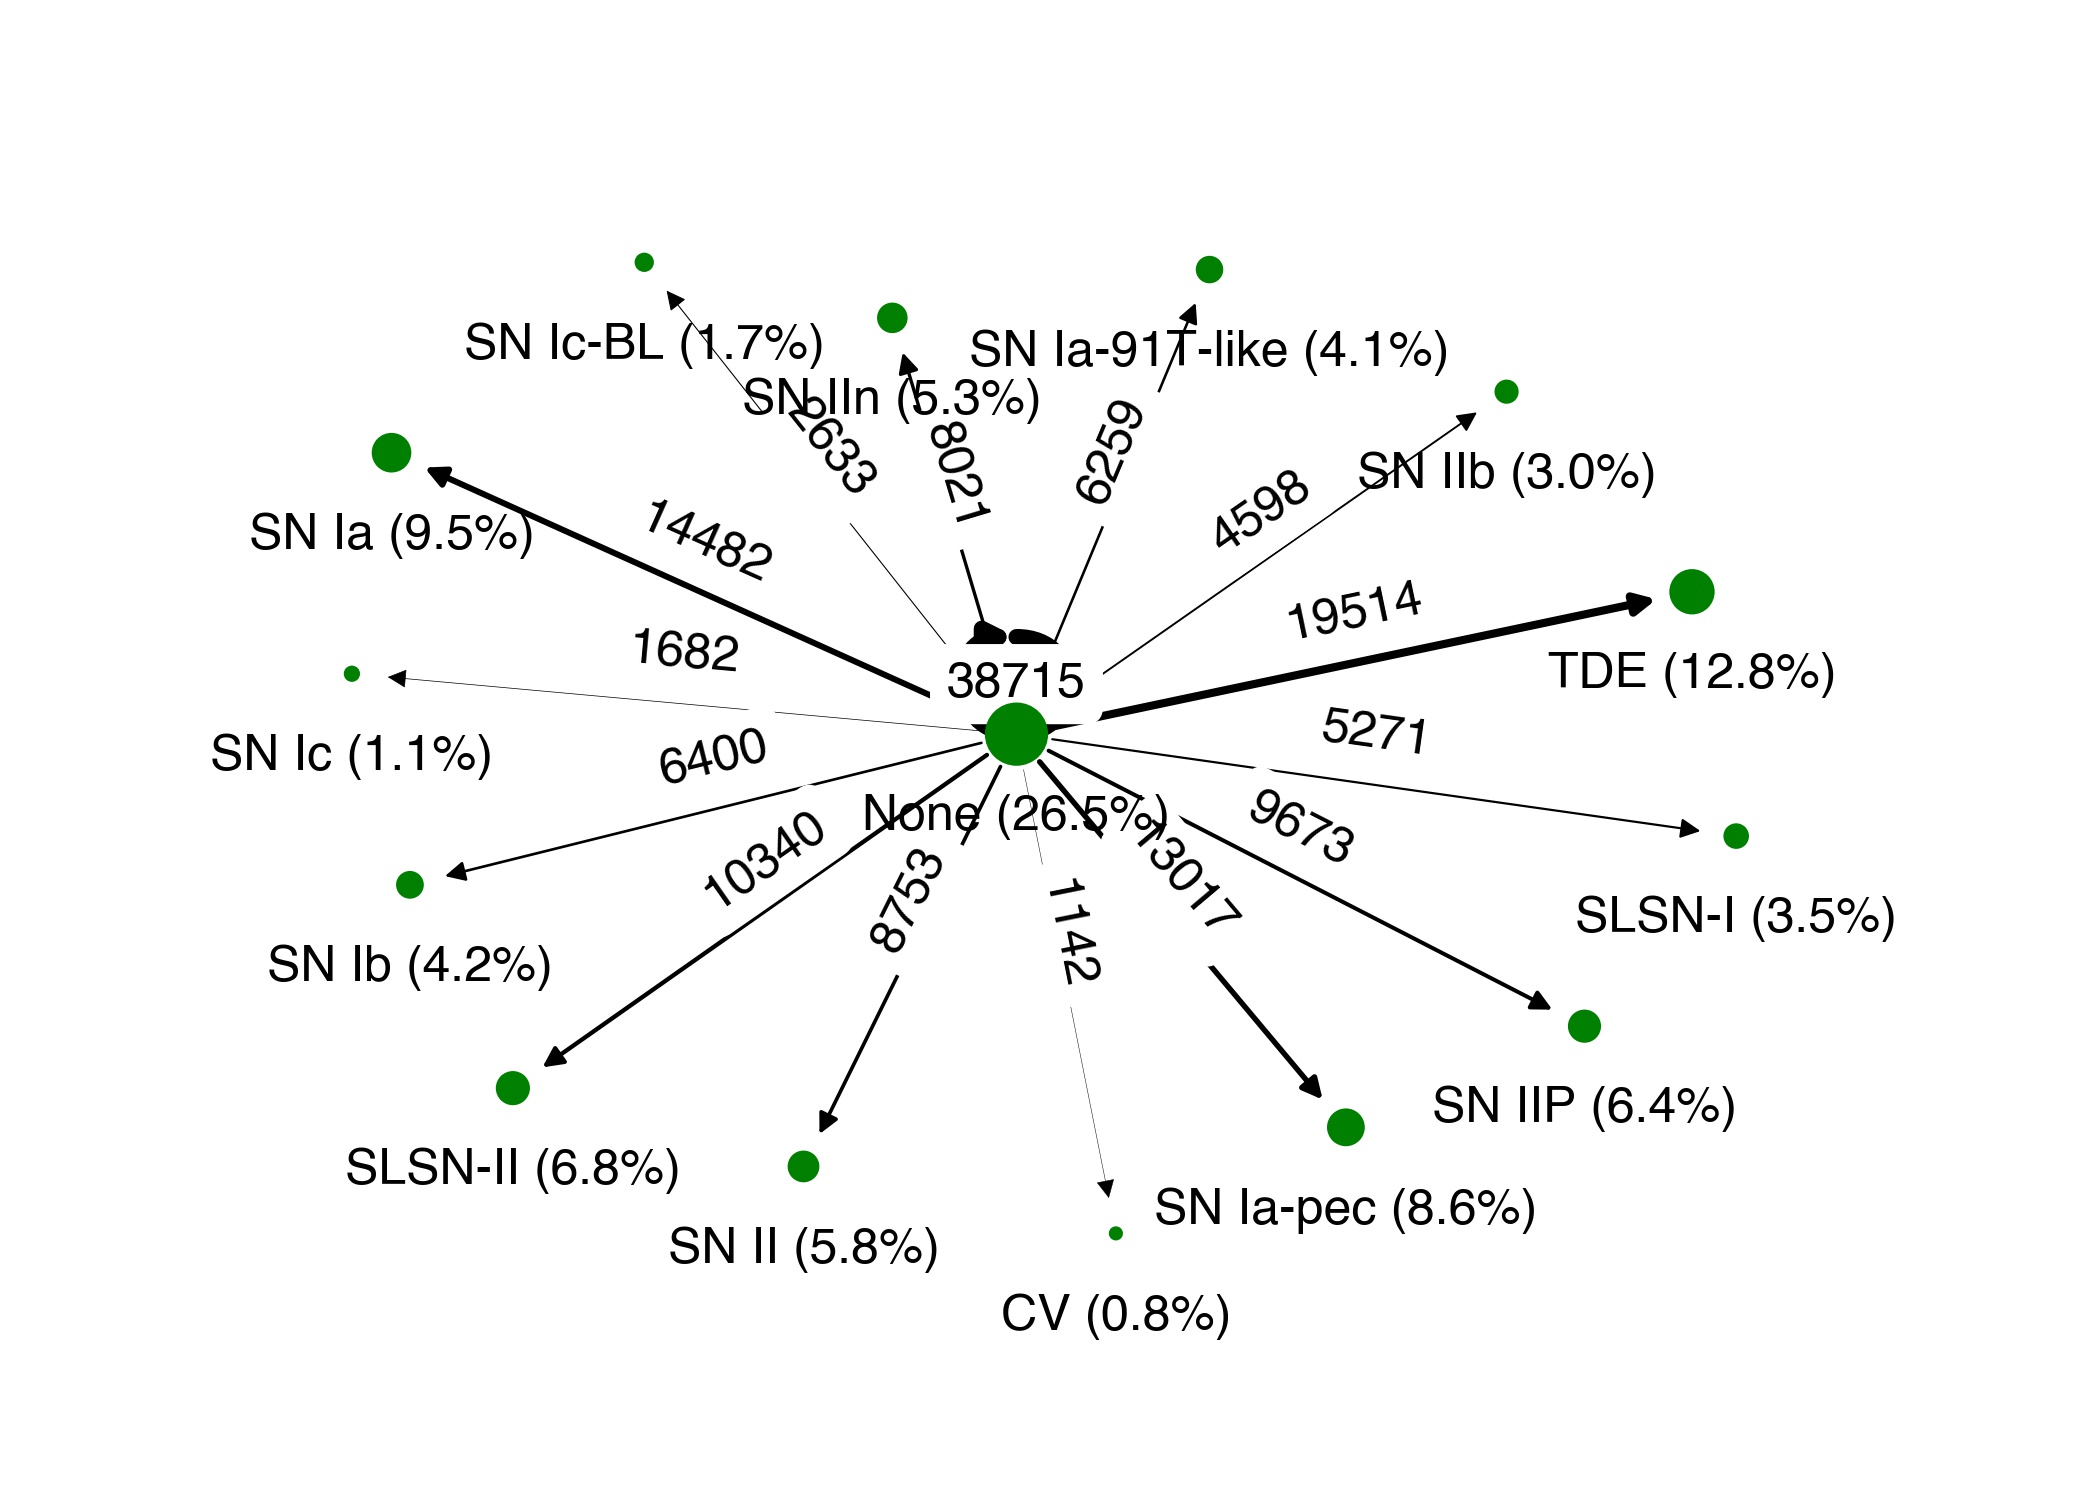 SN Ic-BL (1.7%)
SN Ia-91T-like (4.1%)
SN IIn (5.3%)
2633
8021
6259
4598
SN IIb (3.0%)
SN Ia (9.5%)
14482
19514
1682
38715
TDE (12.8%)
SN Ic (1.1%)
6400
5271
None (26.5%)
10340
8753
1142
13017
9673
SLSN-I (3.5%)
SN Ib (4.2%)
SN IIP (6.4%)
SLSN-II (6.8%)
SN Ia-pec (8.6%)
SN II (5.8%)
CV (0.8%)